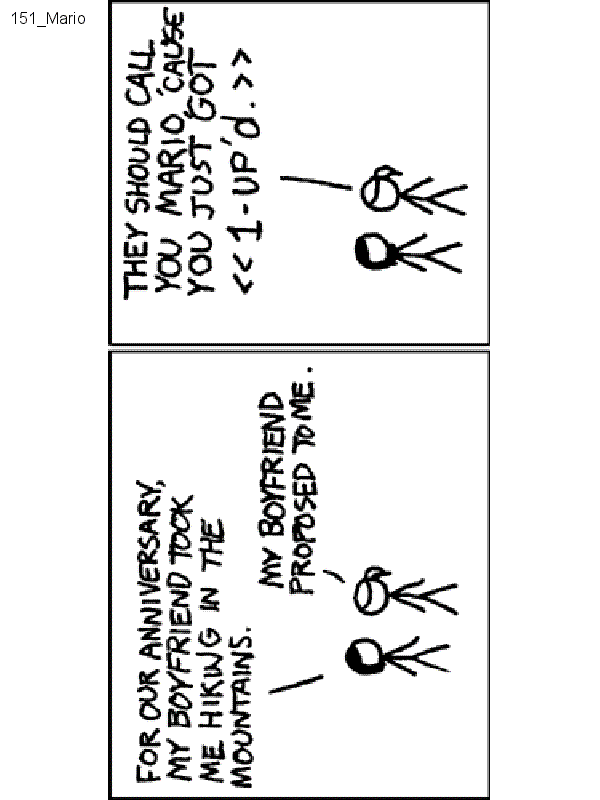 151_Mario
FOR OUR ANNIVERSARY,
MY BOYFRIEND TOOK
ME HIKING IN THE
MOUNTAINS.
MY BOYFRIEND
PROPOSED TO ME.
THEY SHOULD CALL
YOU MARIO, 'CAUSE
YOU JUST GOT
<< 1-UP'd. >>